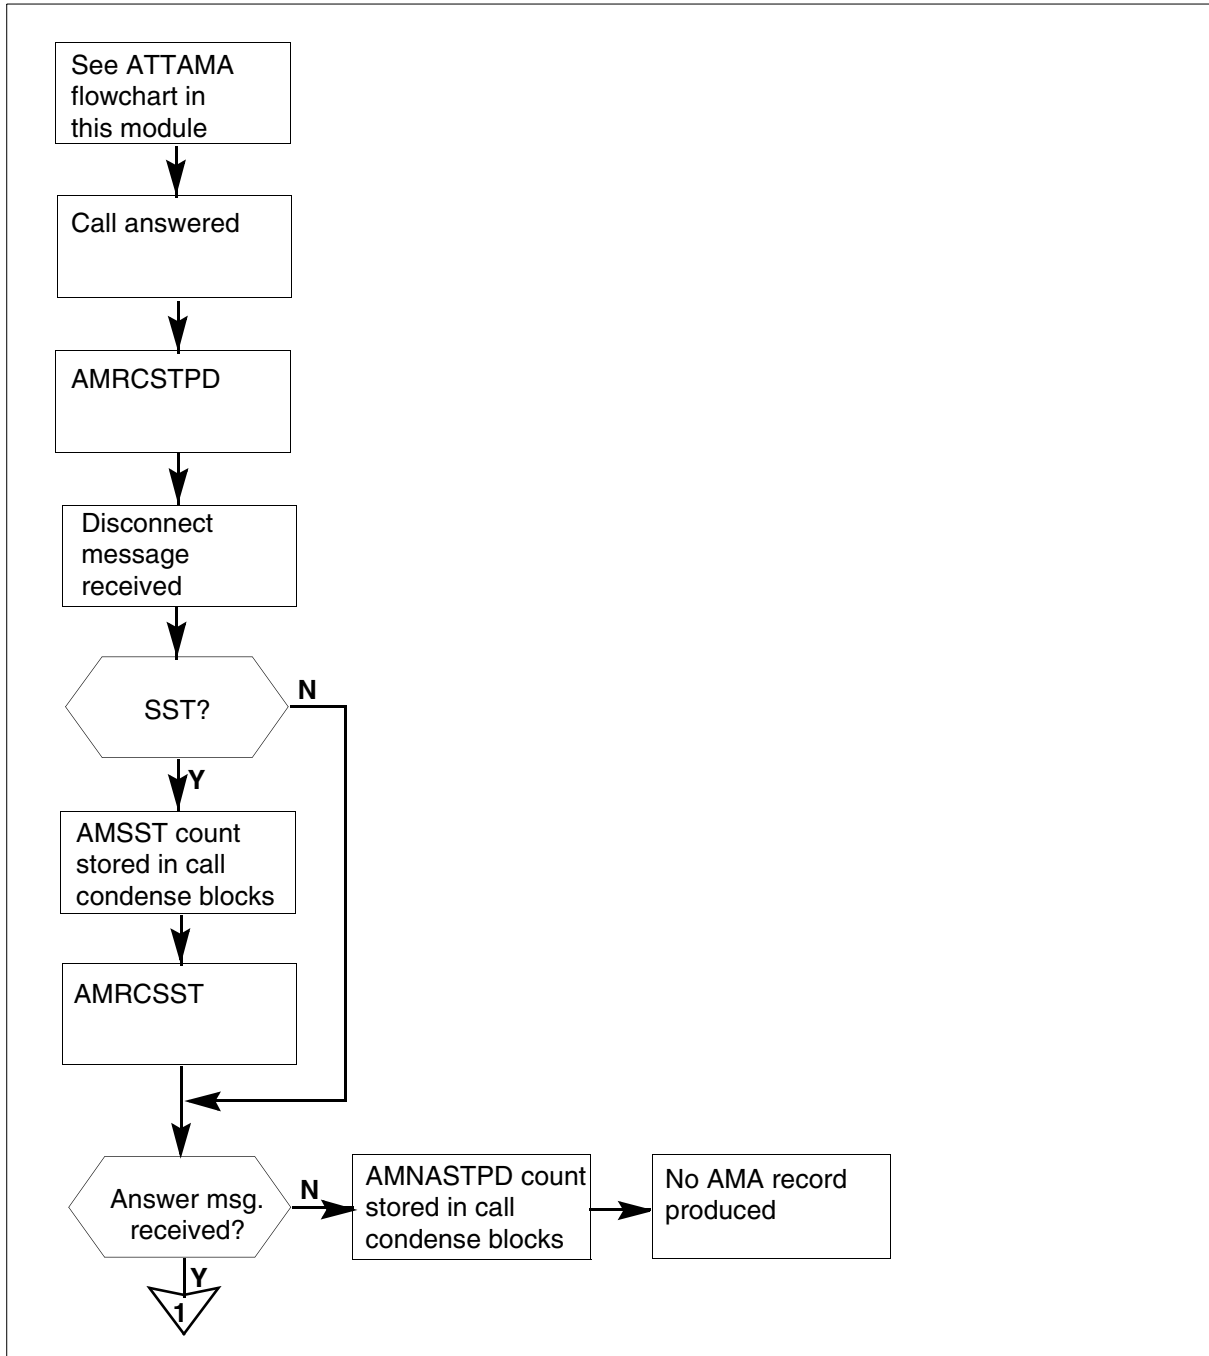 See ATTAMA
flowchart in
this module
Call answered
AMRCSTPD
Disconnect
message
received
SST?
N
Y
AMSST count
stored in call
condense blocks
AMRCSST
Answer msg.
received?
N
AMNASTPD count
stored in call
condense blocks
No AMA record
produced
Y
1